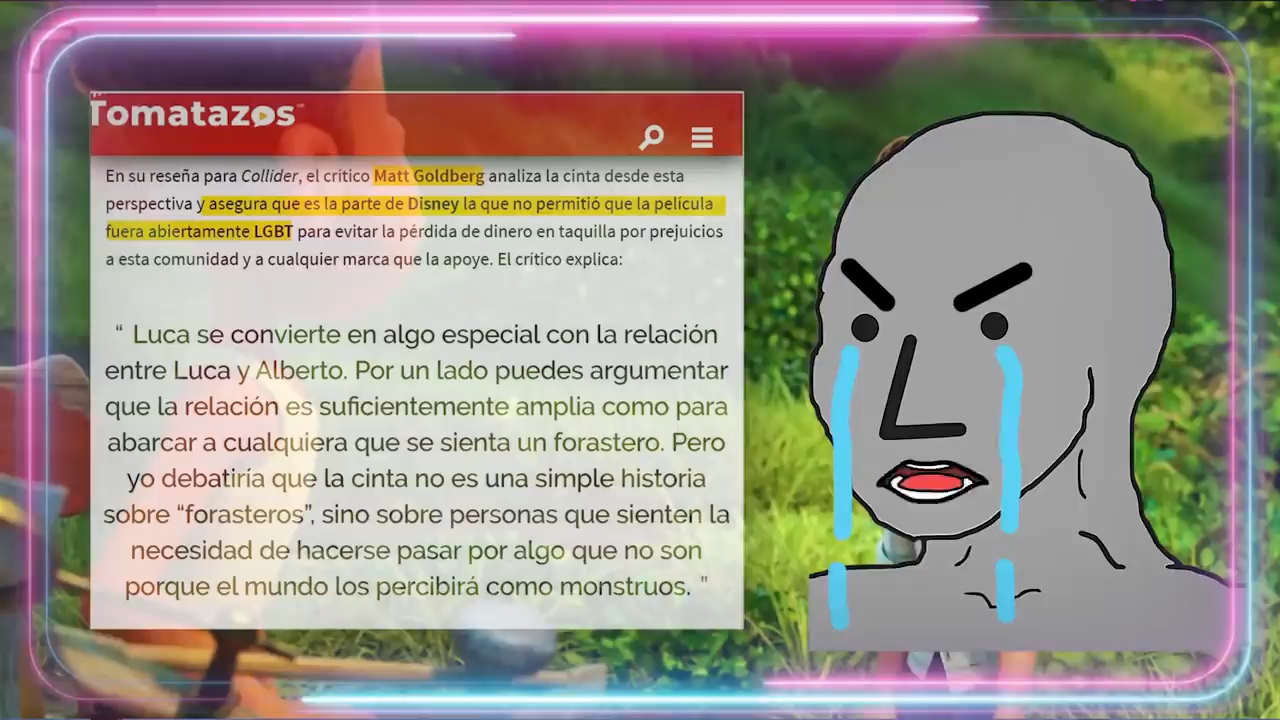 Tomatazos
En su reseña para Collider, el crítico Matt Goldberg analiza la cinta desde esta
perspectiva y asegura que es la parte de Disney la que no permitió que la película
fuera abiertamente LGBT para evitar la pérdida de dinero en taquilla por prejuicios
a esta comunidad y a cualquier marca que la apoye. El crítico explica:
“ Luca se convierte en algo especial con la relación
entre Luca y Alberto. Por un lado puedes argumentar
que la relación es suficientemente amplia como para
abarcar a cualquiera que se sienta un forastero. Pero
yo debatiría que la cinta no es una simple historia
sobre “forasteros”, sino sobre personas que sienten la
necesidad de hacerse pasar por algo que no son
porque el mundo los percibirá como monstruos. ”